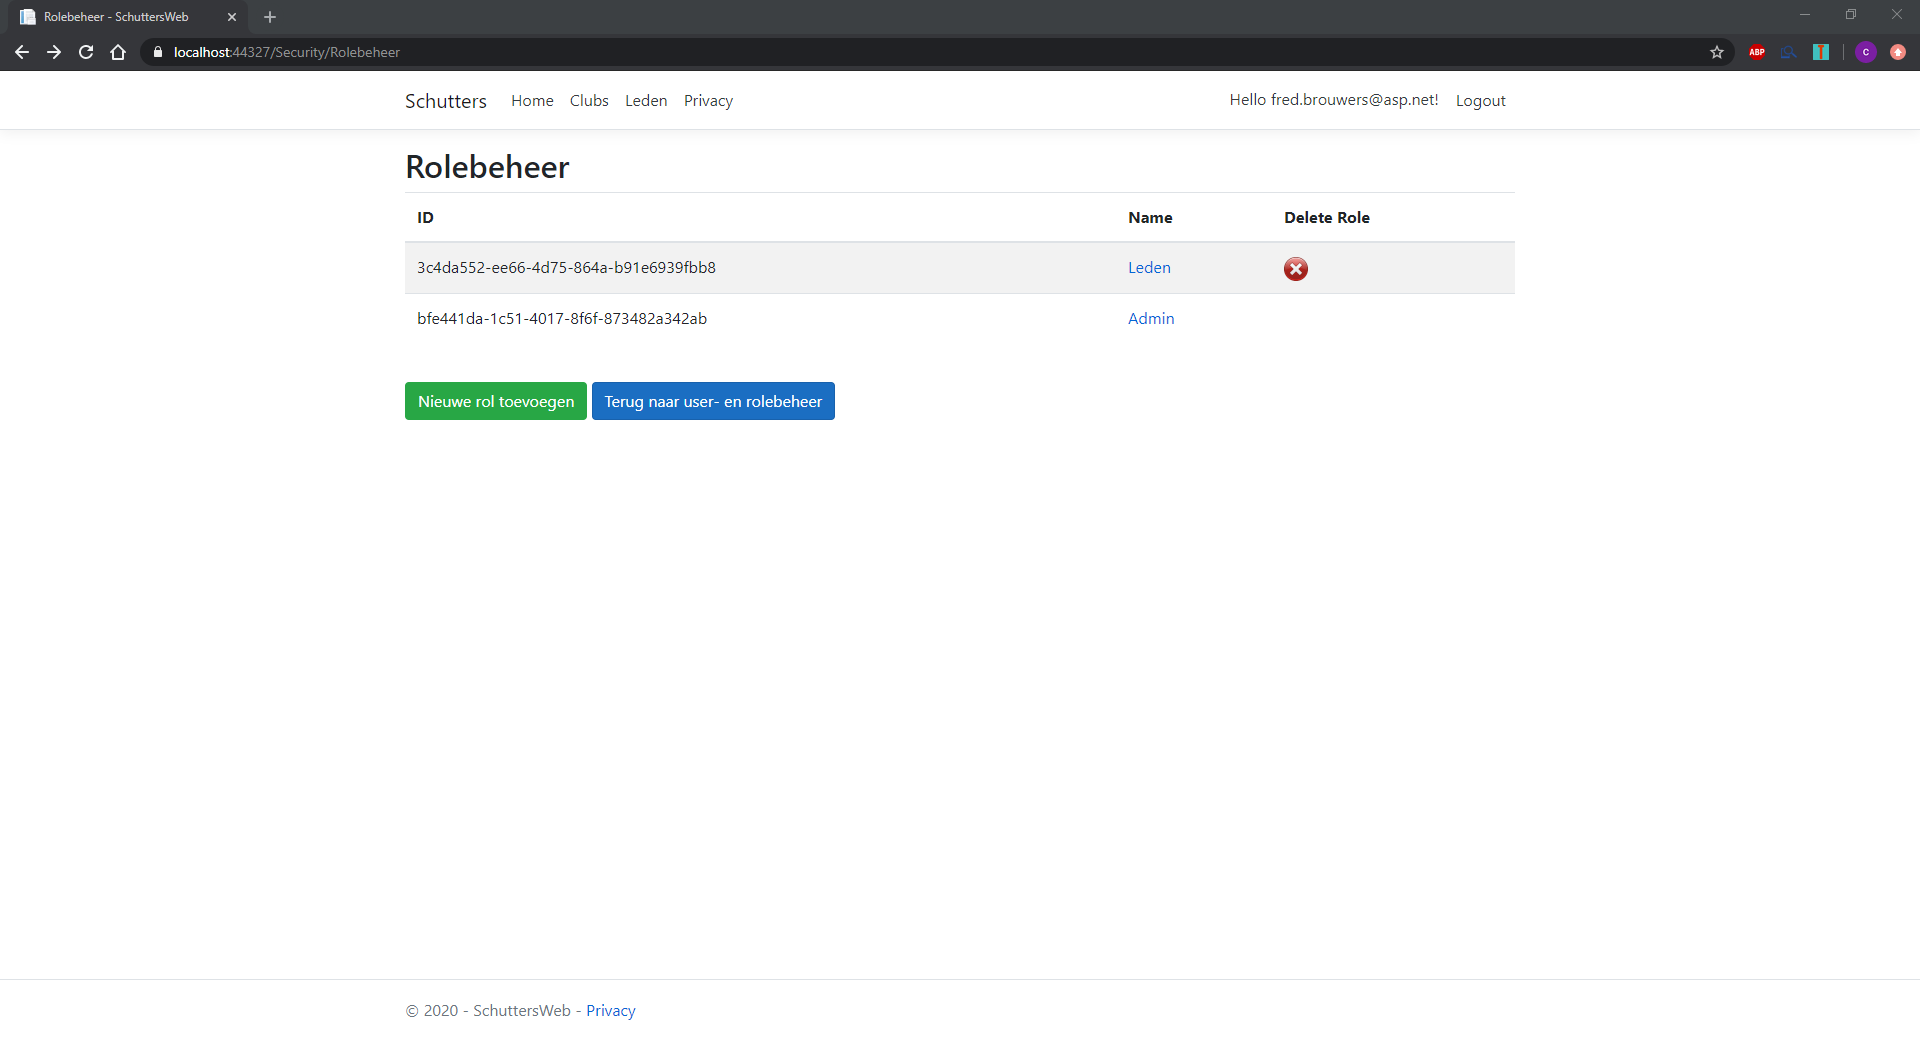 Rolebeheer - SchuttersWeb
localhost:44327/Security/Rolebeheer
ABP
T
C
Schutters Home Clubs Leden Privacy Hello fred.brouwers@asp.net! Logout
Rolebeheer
ID Name Delete Role
3c4da552-ee66-4d75-864a-b91e6939fbb8 Leden
bfe441da-1c51-4017-8f6f-873482a342ab Admin
Nieuwe rol toevoegen Terug naar user- en rolebeheer
© 2020 - SchuttersWeb - Privacy